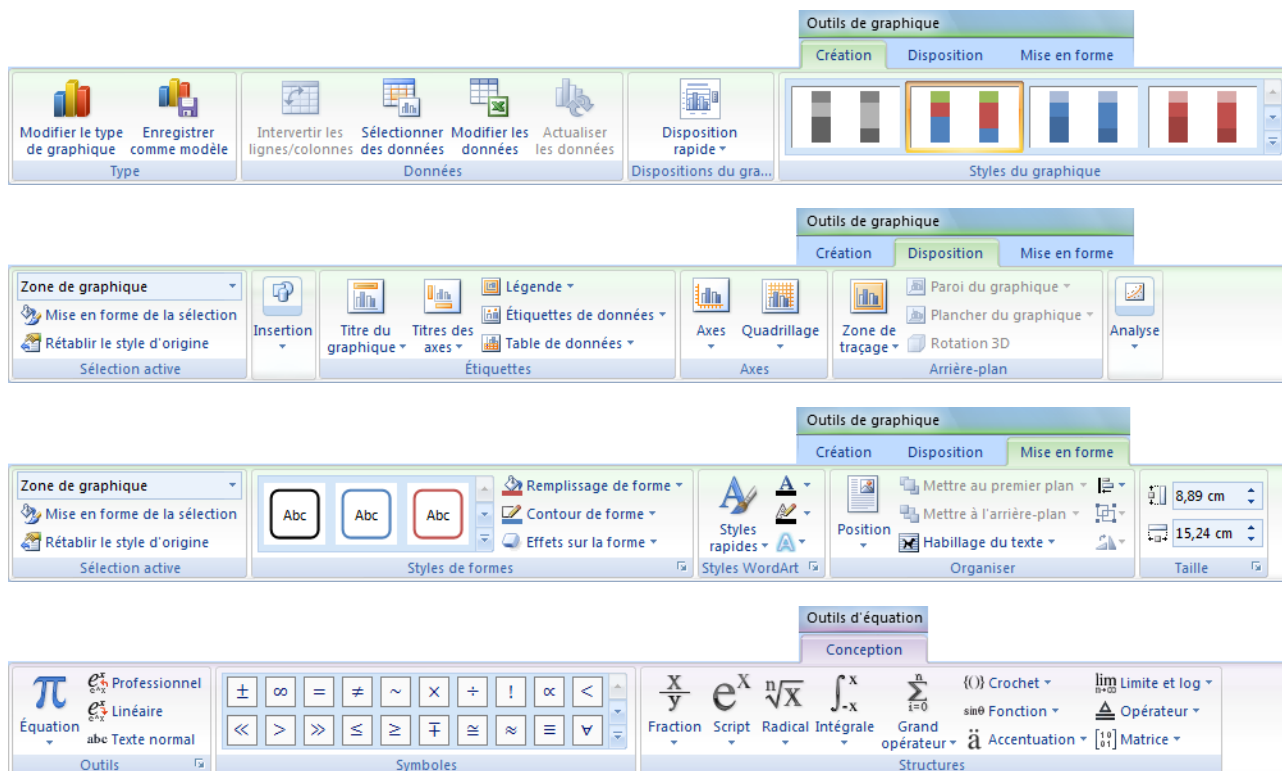 Outils de graphique
Création Disposition Mise en forme
Modifier le type de graphique
Enregistrer comme modèle
Intervertir les lignes/colonnes
Sélectionner des données
Modifier les données
Actualiser les données
Disposition rapide
Type
Données
Dispositions du gra...
Styles du graphique
Outils de graphique
Création Disposition Mise en forme
Zone de graphique
Mise en forme de la sélection
Rétablir le style d'origine
Insertion
Titre du graphique
Titres des axes
Légende
Étiquettes de données
Table de données
Axes
Quadrillage
Zone de traçage
Paroi du graphique
Plancher du graphique
Rotation 3D
Analyse
Sélection active
Étiquettes
Axes
Arrière-plan
Outils de graphique
Création Disposition Mise en forme
Zone de graphique
Mise en forme de la sélection
Rétablir le style d'origine
Abc Abc Abc
Remplissage de forme
Contour de forme
Effets sur la forme
Styles rapides
A
A
A
Position
Mettre au premier plan
Mettre à l'arrière-plan
Habillage du texte
8,89 cm
15,24 cm
Sélection active
Styles de formes
Styles WordArt
Organiser
Taille
Outils d'équation
Conception
π
Équation
Professionnel
Linéaire
abc Texte normal
± ∞ = ≠ ~ × ÷ ! ∝ <
≪ > ≫ ≤ ≥ ∓ ≅ ≈ ≡ ∀
x/y
Fraction
e^x
Script
ⁿ√x
Radical
∫ x -x
Intégrale
n ∑ i=0
Grand opérateur
{()} Crochet
sinθ Fonction
ä Accentuation
lim n→∞ Limite et log
Opérateur
[10 01] Matrice
Outils
Symboles
Structures